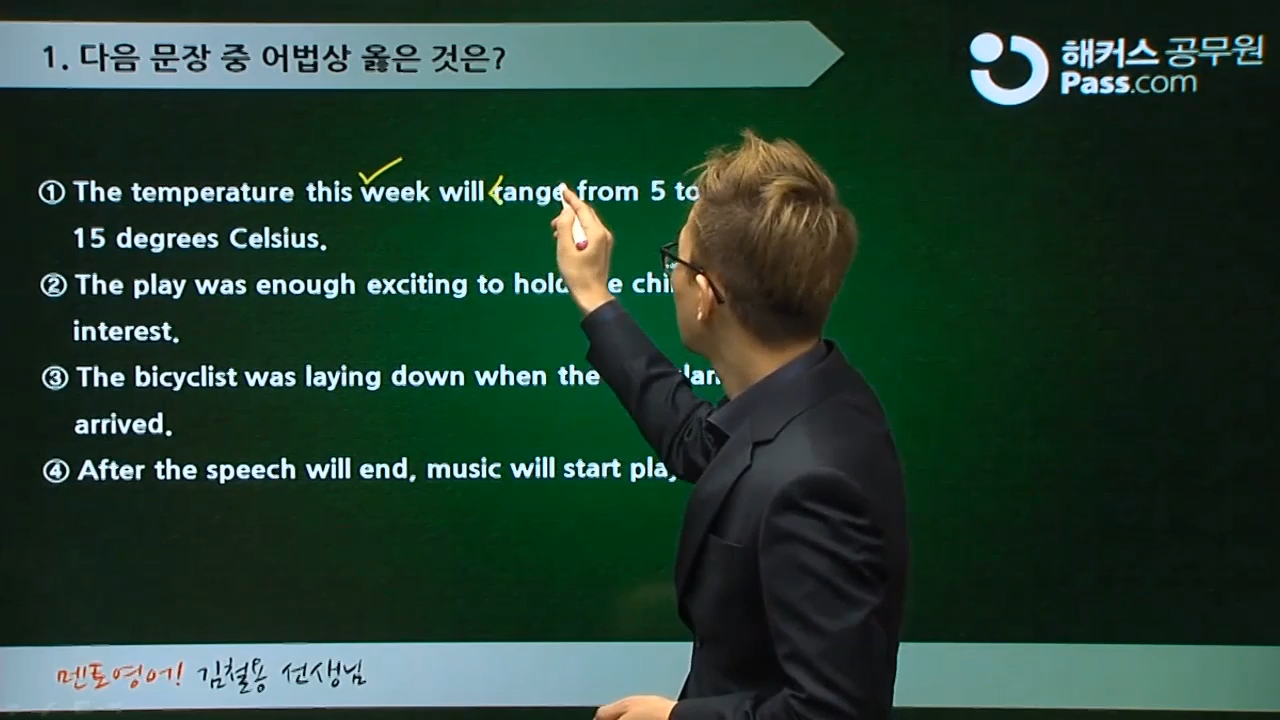 1. 다음 문장 중 어법상 옳은 것은?
해커스 공무원
Pass.com
① The temperature this week will range from 5 to
15 degrees Celsius.
② The play was enough exciting to
interest.
③ The bicyclist was laying down when the
arrived.
④ After the speech will end, music will start
멘토영어! 김철용 선생님